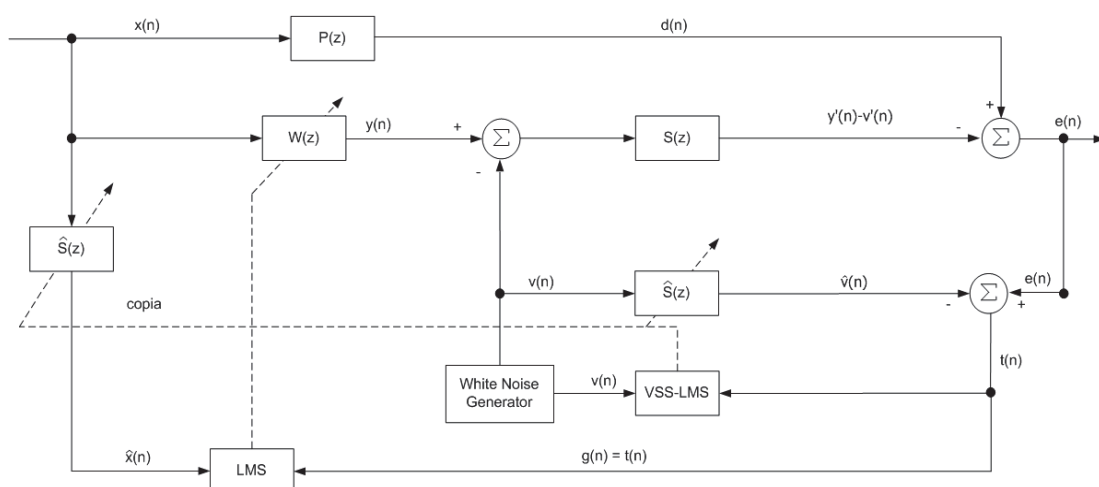 x(n)
P(z)
d(n)
+
W(z)
y(n)
+
Σ
-
S(z)
y'(n)-v'(n)
-
Σ
e(n)
Ŝ(z)
copia
v(n)
Ŝ(z)
v̂(n)
-
Σ
+
e(n)
t(n)
White Noise
Generator
v(n)
VSS-LMS
x̂(n)
LMS
g(n) = t(n)